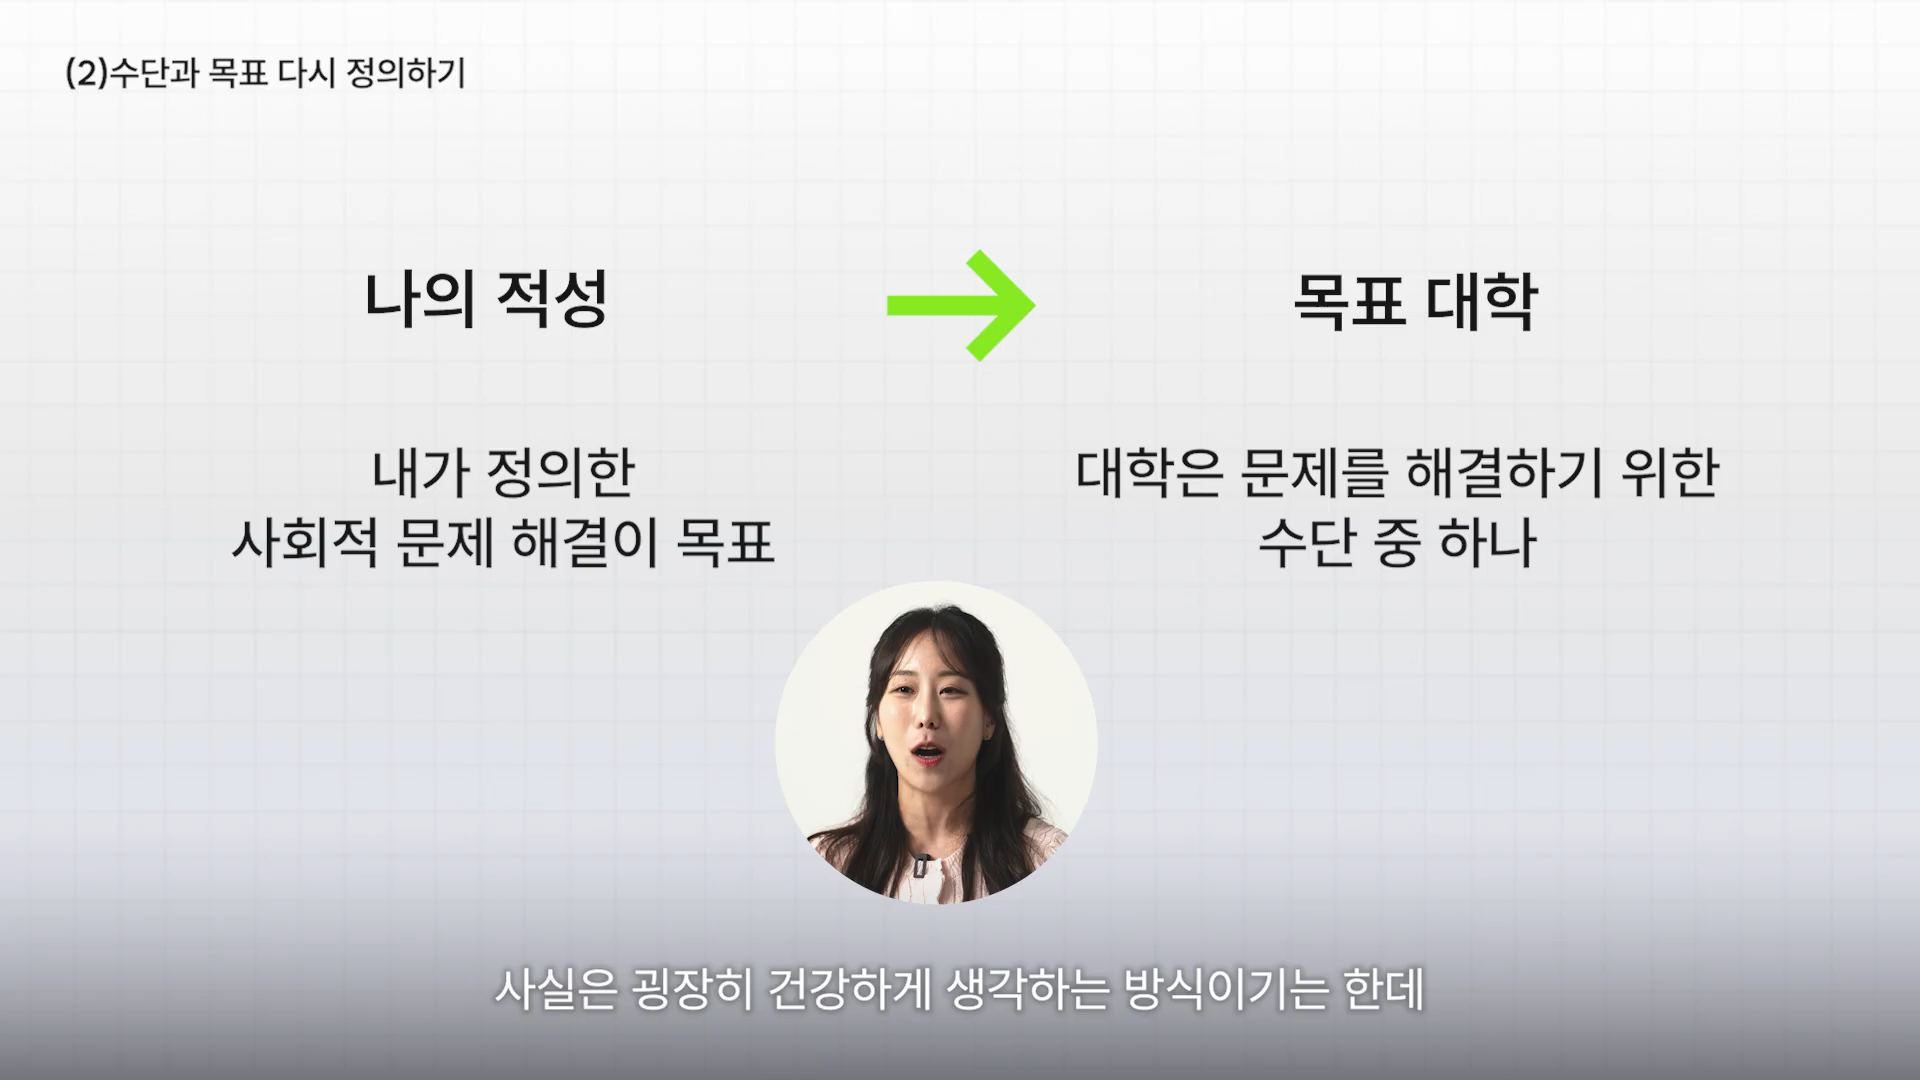 (2)수단과 목표 다시 정의하기
나의 적성
목표 대학
내가 정의한
사회적 문제 해결이 목표
대학은 문제를 해결하기 위한
수단 중 하나
사실은 굉장히 건강하게 생각하는 방식이기는 한데